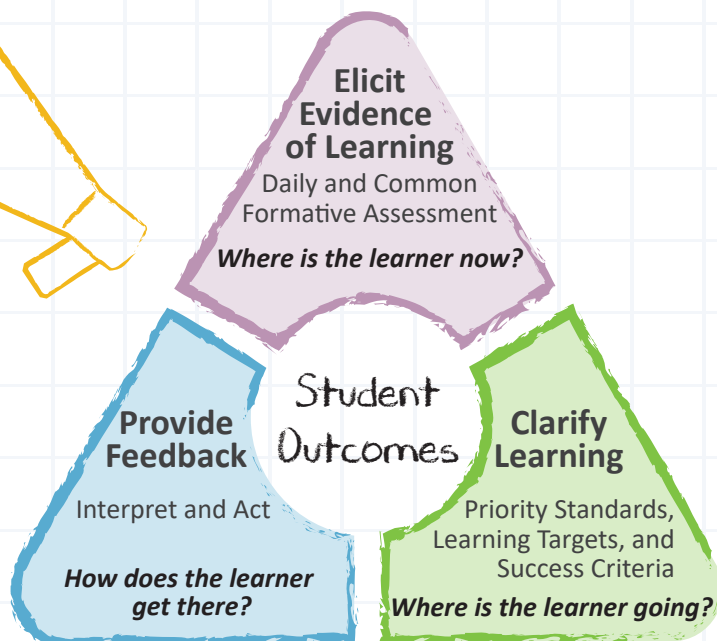 Elicit
Evidence
of Learning
Daily and Common
Formative Assessment
Where is the learner now?
Student
Outcomes
Provide
Feedback
Interpret and Act
How does the learner
get there?
Clarify
Learning
Priority Standards,
Learning Targets, and
Success Criteria
Where is the learner going?